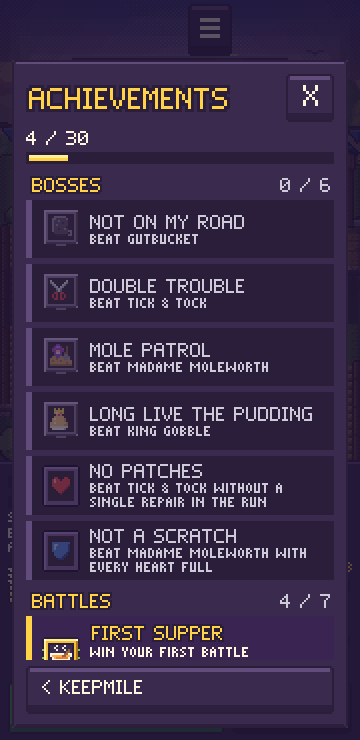 ACHIEVEMENTS
X
4 / 30
BOSSES 0 / 6
NOT ON MY ROAD
BEAT GUTBUCKET
DOUBLE TROUBLE
BEAT TICK & TOCK
MOLE PATROL
BEAT MADAME MOLEWORTH
LONG LIVE THE PUDDING
BEAT KING GOBBLE
NO PATCHES
BEAT TICK & TOCK WITHOUT A
SINGLE REPAIR IN THE RUN
NOT A SCRATCH
BEAT MADAME MOLEWORTH WITH
EVERY HEART FULL
BATTLES 4 / 7
FIRST SUPPER
WIN YOUR FIRST BATTLE
< KEEPMILE